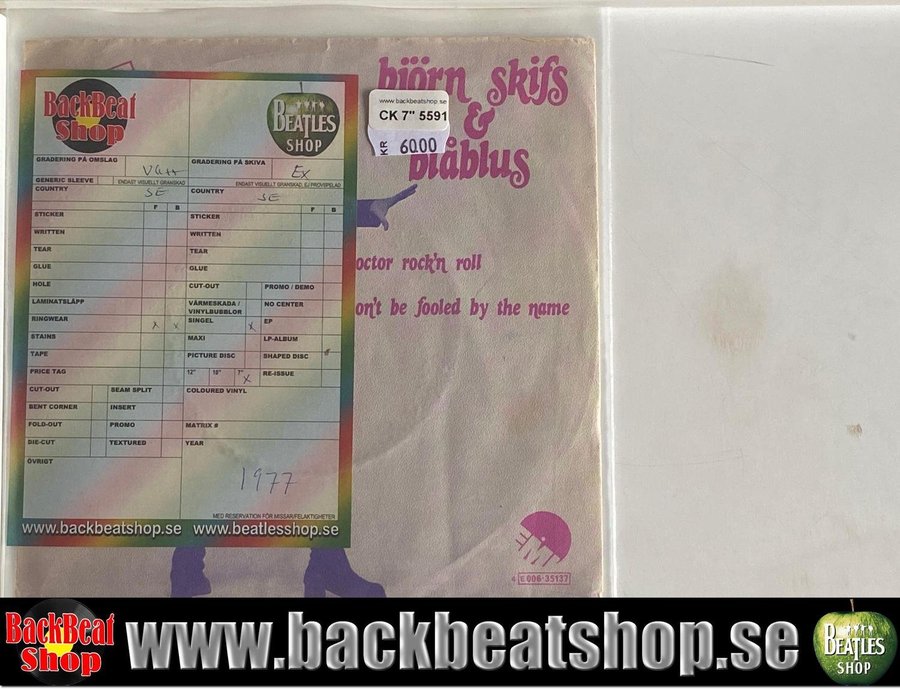 björn skifs
&
blåblus
www.backbeatshop.se
CK 7" 5591
KR 6000
octor rock'n roll
on't be fooled by the name
EMI
4 E 006-35137
BackBeat
Shop
BEATLES
SHOP
GRADERING PÅ OMSLAG VG++
GRADERING PÅ SKIVA Ex
GENERIC SLEEVE ENDAST VISUELLT GRANSKAD
ENDAST VISUELLT GRANSKAD, EJ PROVSPELAD
COUNTRY SE
COUNTRY SE
F B
F B
STICKER
STICKER
WRITTEN
WRITTEN
TEAR
TEAR
GLUE
GLUE
HOLE
CUT-OUT PROMO / DEMO
LAMINATSLÄPP
VÄRMESKADA / VINYLBUBBLOR
NO CENTER
RINGWEAR x x
SINGEL x EP
STAINS
MAXI LP-ALBUM
TAPE
PICTURE DISC SHAPED DISC
PRICE TAG
12" 10" 7" x RE-ISSUE
CUT-OUT SEAM SPLIT
COLOURED VINYL
BENT CORNER INSERT
FOLD-OUT PROMO
MATRIX #
DIE-CUT TEXTURED
YEAR
ÖVRIGT
1977
MED RESERVATION FÖR MISSAR/FELAKTIGHETER
www.backbeatshop.se www.beatlesshop.se
BackBeat
Shop
www.backbeatshop.se
BEATLES
SHOP